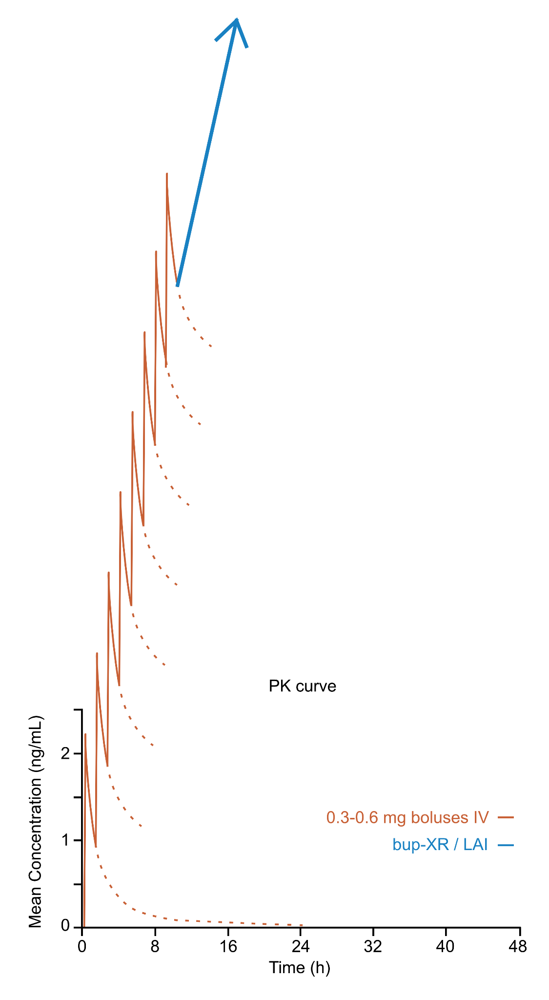 PK curve
Mean Concentration (ng/mL)
2
1
0
0.3-0.6 mg boluses IV
bup-XR / LAI
0 8 16 24 32 40 48
Time (h)